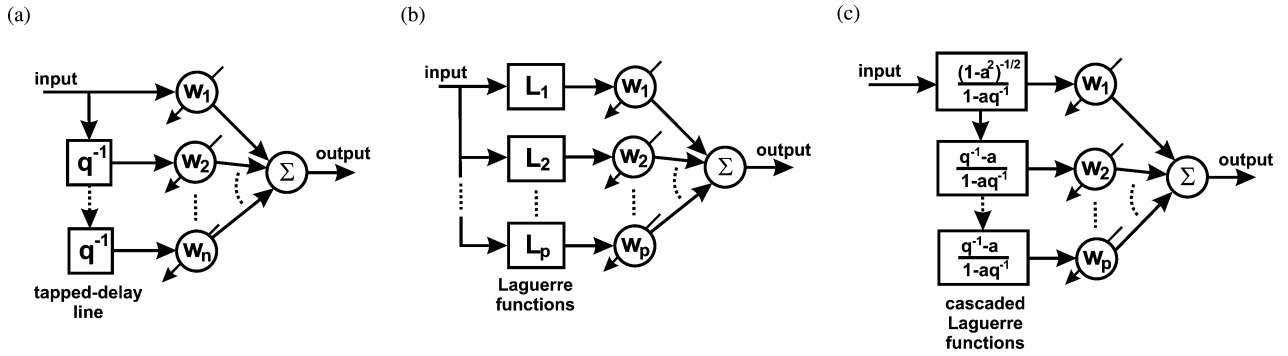 (a)
input
w₁
q⁻¹
w₂
Σ
output
q⁻¹
wₙ
tapped-delay
line
(b)
input
L₁
w₁
L₂
w₂
Σ
output
Lₚ
wₚ
Laguerre
functions
(c)
input
(1-a²)⁻¹/²
1-aq⁻¹
w₁
q⁻¹-a
1-aq⁻¹
w₂
Σ
output
q⁻¹-a
1-aq⁻¹
wₚ
cascaded
Laguerre
functions